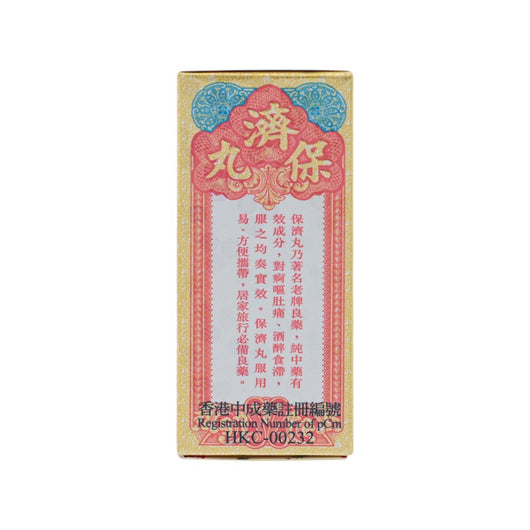 保濟丸
保濟丸乃著名老牌良藥，純中藥有
效成分，對痾嘔肚痛、酒醉食滯，
服之均奏實效。保濟丸服用
易、方便攜帶，居家旅行必備良藥。
香港中成藥註冊編號
Registration Number of pCm
HKC-00232